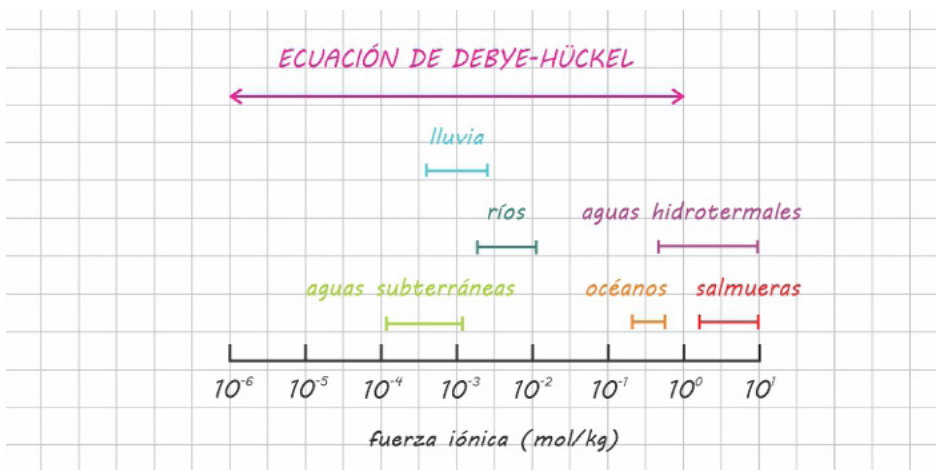 ECUACIÓN DE DEBYE-HÜCKEL
lluvia
ríos
aguas hidrotermales
aguas subterráneas
océanos
salmueras
10⁻⁶ 10⁻⁵ 10⁻⁴ 10⁻³ 10⁻² 10⁻¹ 10⁰ 10¹
fuerza iónica (mol/kg)